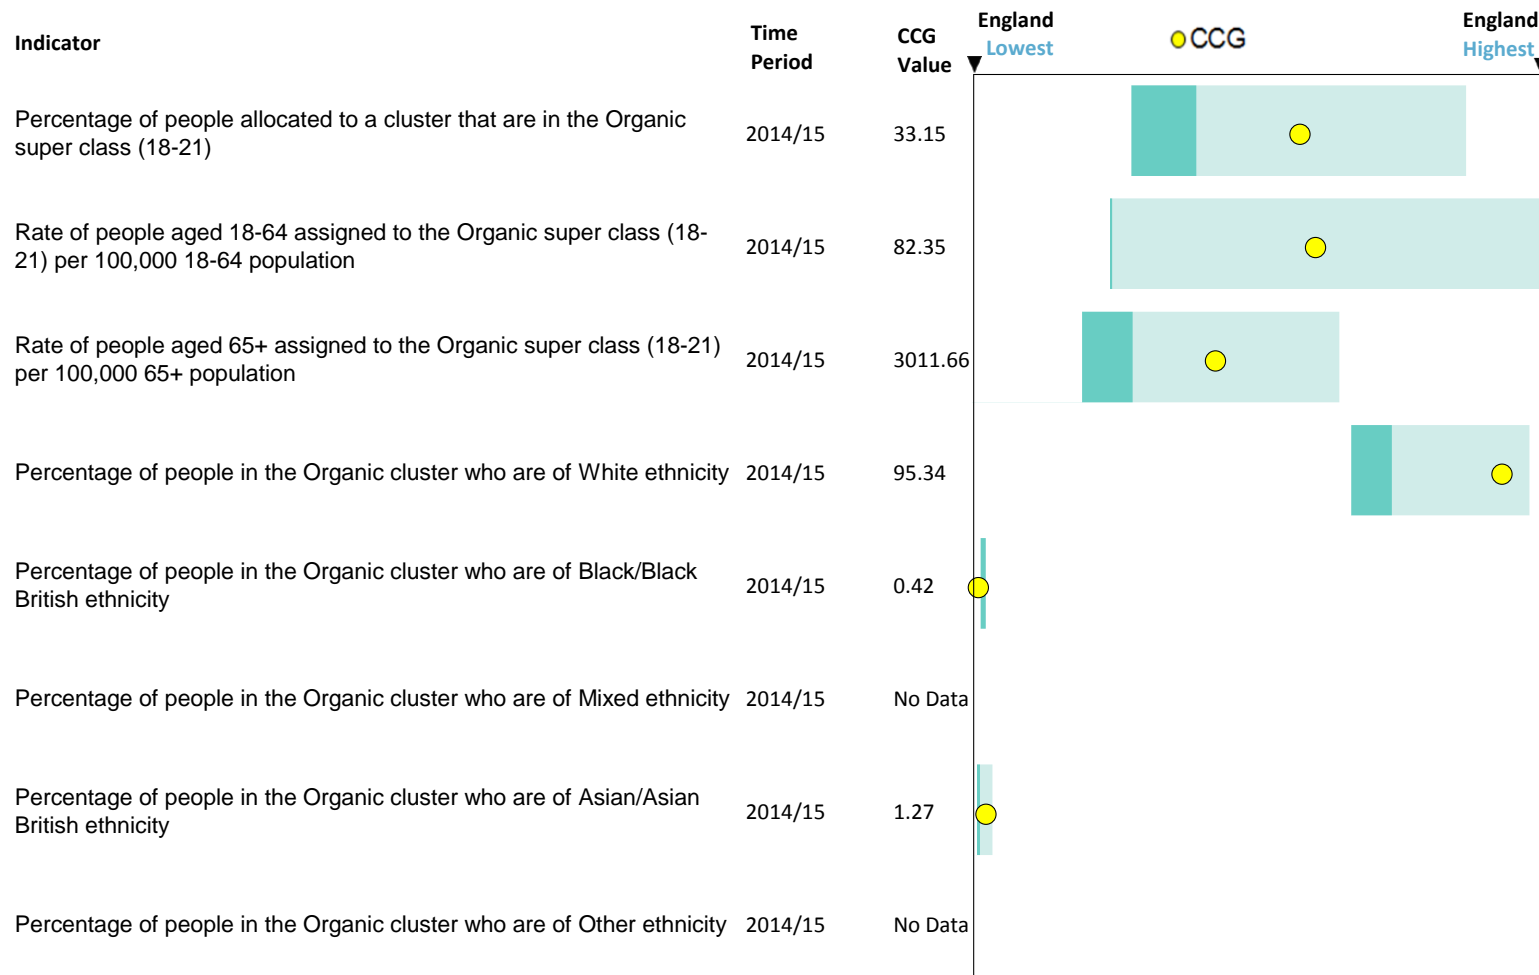 Indicator
Time
Period
CCG
Value
England
Lowest
CCG
England
Highest
Percentage of people allocated to a cluster that are in the Organic
super class (18-21)
2014/15
33.15
Rate of people aged 18-64 assigned to the Organic super class (18-
21) per 100,000 18-64 population
2014/15
82.35
Rate of people aged 65+ assigned to the Organic super class (18-21)
per 100,000 65+ population
2014/15
3011.66
Percentage of people in the Organic cluster who are of White ethnicity
2014/15
95.34
Percentage of people in the Organic cluster who are of Black/Black
British ethnicity
2014/15
0.42
Percentage of people in the Organic cluster who are of Mixed ethnicity
2014/15
No Data
Percentage of people in the Organic cluster who are of Asian/Asian
British ethnicity
2014/15
1.27
Percentage of people in the Organic cluster who are of Other ethnicity
2014/15
No Data